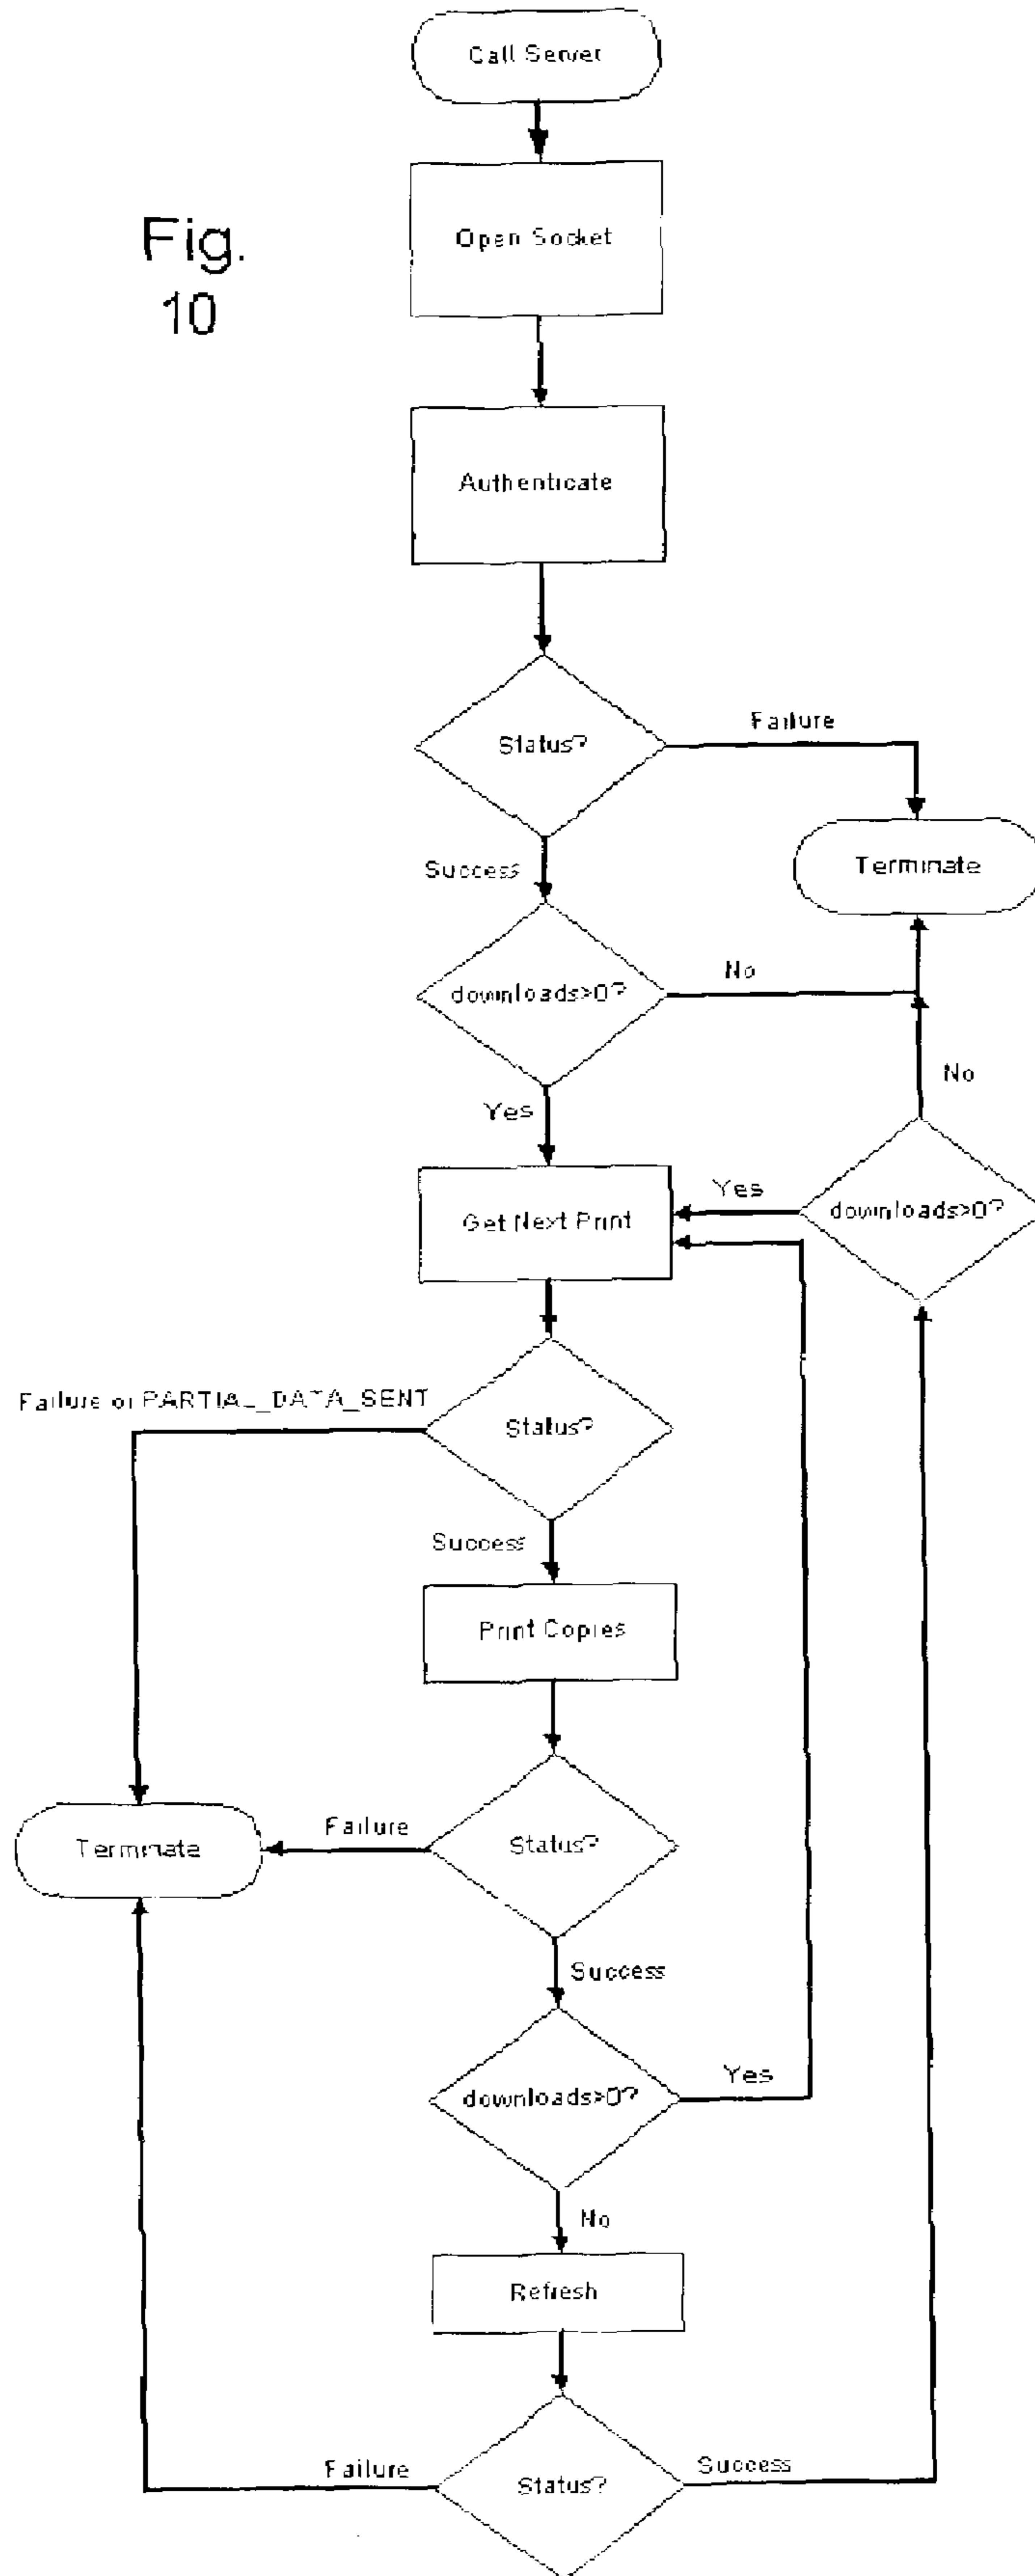 Call Server
Fig.
10
Open Socket
Authenticate
Status?
Failure
Success
Terminate
downloads>0?
No
No
Yes
Get Next Print
Yes
downloads>0?
Failure or PARTIAL_DATA_SENT
Status?
Success
Print Copies
Terminate
Failure
Status?
Success
downloads>0?
Yes
No
Refresh
Failure
Status?
Success